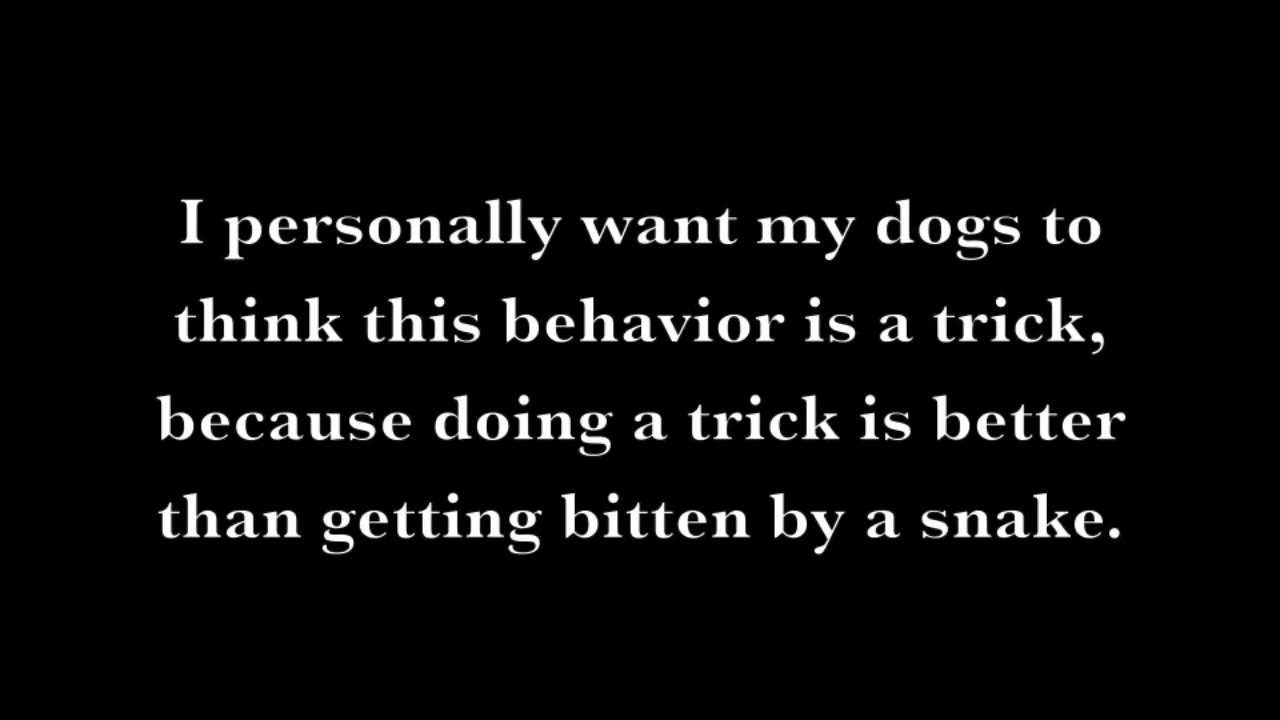 I personally want my dogs to
think this behavior is a trick,
because doing a trick is better
than getting bitten by a snake.